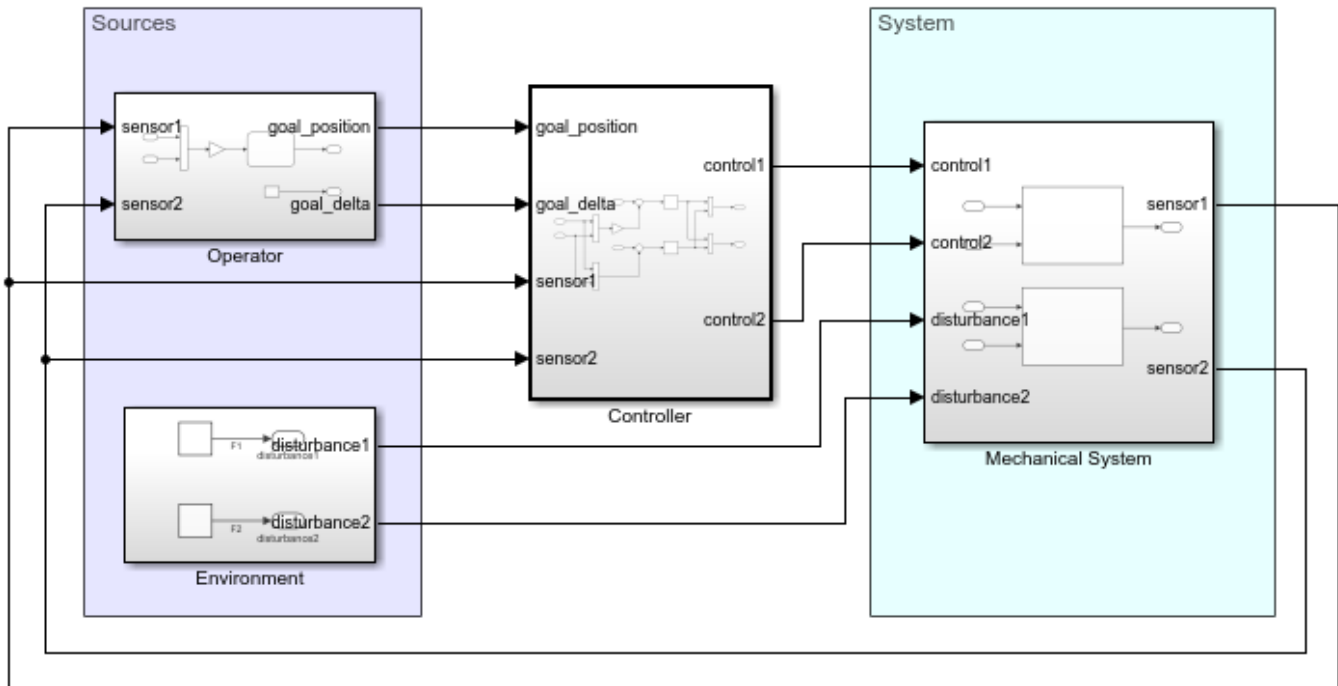 Sources
sensor1
goal_position
sensor2
goal_delta
Operator
F1
disturbance1
disturbance1
F2
disturbance2
disturbance2
Environment
goal_position
goal_delta
sensor1
sensor2
control1
control2
Controller
System
control1
control2
disturbance1
disturbance2
sensor1
sensor2
Mechanical System